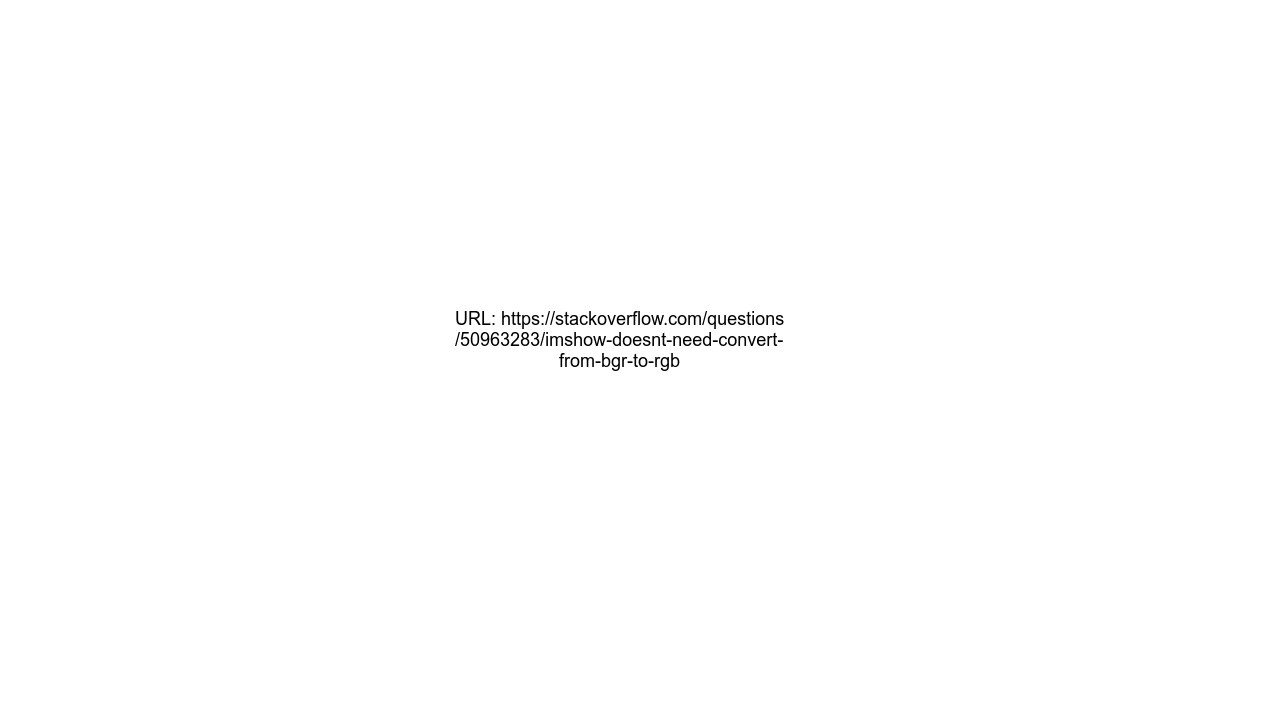 URL: https://stackoverflow.com/questions
/50963283/imshow-doesnt-need-convert-
from-bgr-to-rgb